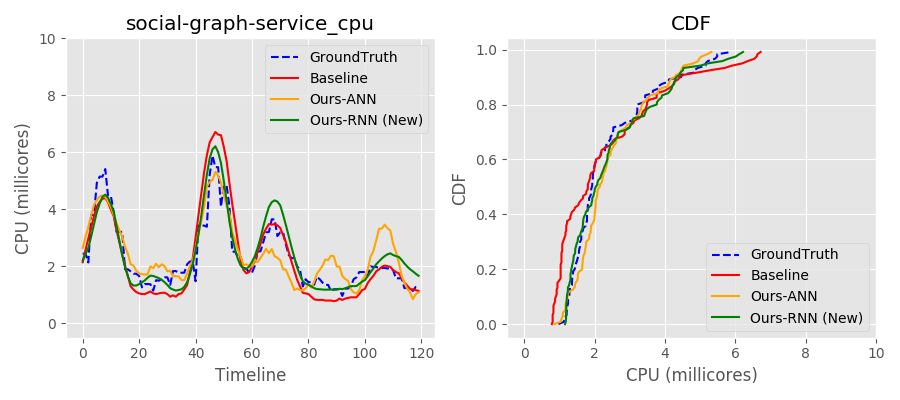 social-graph-service_cpu
CPU (millicores)
10
8
6
4
2
0
GroundTruth
Baseline
Ours-ANN
Ours-RNN (New)
0 20 40 60 80 100 120
Timeline
CDF
CDF
1.0
0.8
0.6
0.4
0.2
0.0
GroundTruth
Baseline
Ours-ANN
Ours-RNN (New)
0 2 4 6 8 10
CPU (millicores)